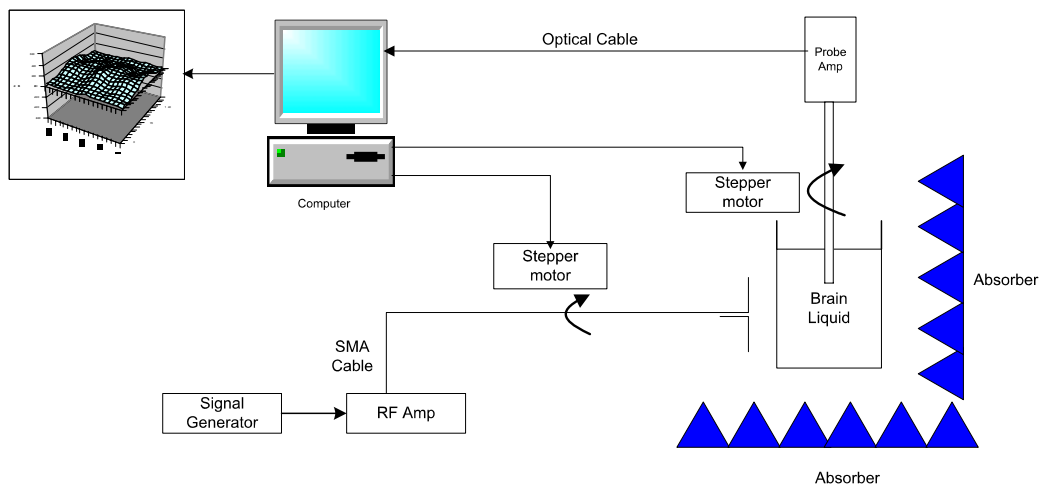 Optical Cable
Probe
Amp
Computer
Stepper
motor
Stepper
motor
Brain
Liquid
Absorber
SMA
Cable
Signal
Generator
RF Amp
Absorber